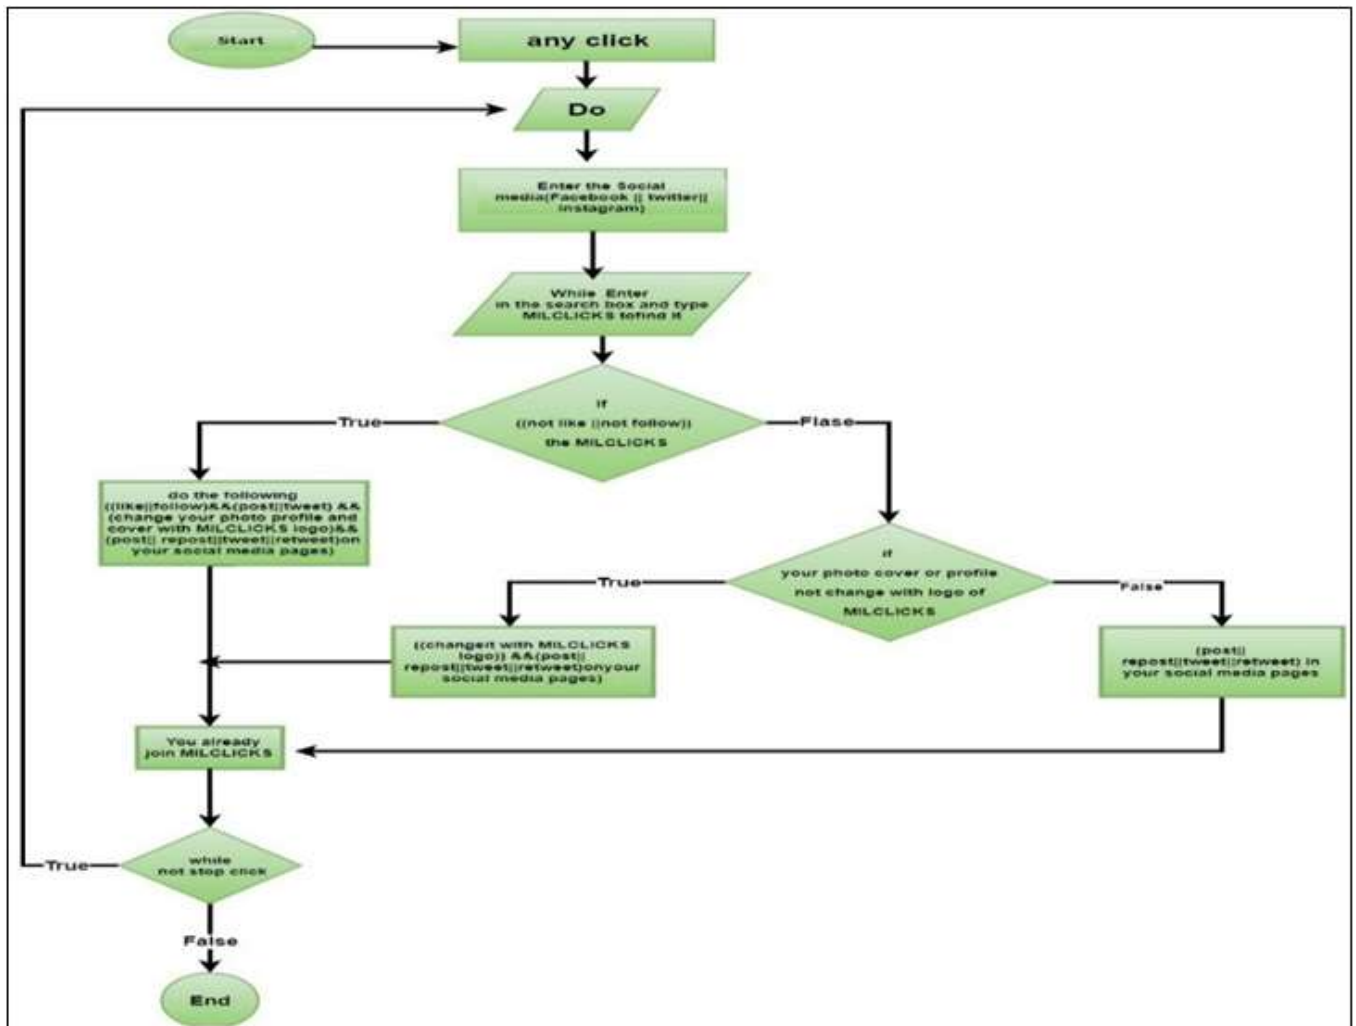 Start
any click
Do
Enter the Social
media(Facebook || twitter||
instagram)
While Enter
in the search box and type
MILCLICKS tofind it
if
((not like ||not follow))
the MILCLICKS
True
Flase
do the following
((like||follow)&&(post||tweet) &&
(change your photo profile and
cover with MILCLICKS logo)&&
(post|| repost||tweet||retweet)on
your social media pages)
if
your photo cover or profile
not change with logo of
MILCLICKS
True
False
((changeit with MILCLICKS
logo)) &&(post||
repost||tweet||retweet)onyour
social media pages)
(post||
repost||tweet||retweet) in
your social media pages
You already
join MILCLICKS
while
not stop click
True
False
End